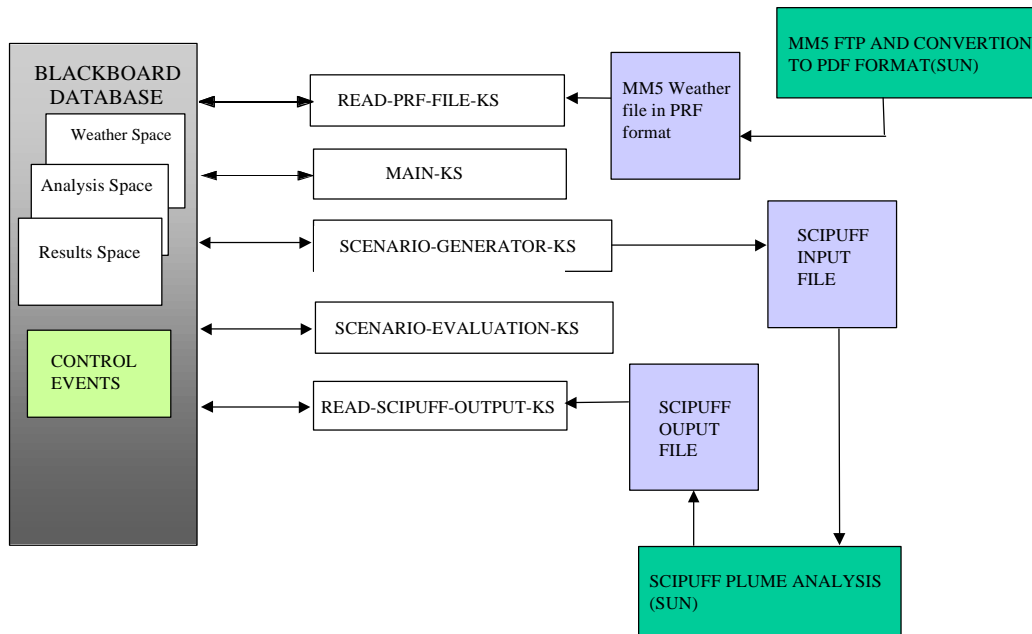 BLACKBOARD
DATABASE
Weather Space
Analysis Space
Results Space
CONTROL
EVENTS
READ-PRF-FILE-KS
MAIN-KS
SCENARIO-GENERATOR-KS
SCENARIO-EVALUATION-KS
READ-SCIPUFF-OUTPUT-KS
MM5 Weather
file in PRF
format
MM5 FTP AND CONVERTION
TO PDF FORMAT(SUN)
SCIPUFF
INPUT
FILE
SCIPUFF
OUPUT
FILE
SCIPUFF PLUME ANALYSIS
(SUN)